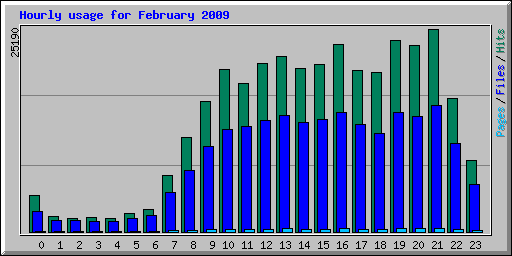 Hourly usage for February 2009
25190
Pages/Files/Hits
0 1 2 3 4 5 6 7 8 9 10 11 12 13 14 15 16 17 18 19 20 21 22 23